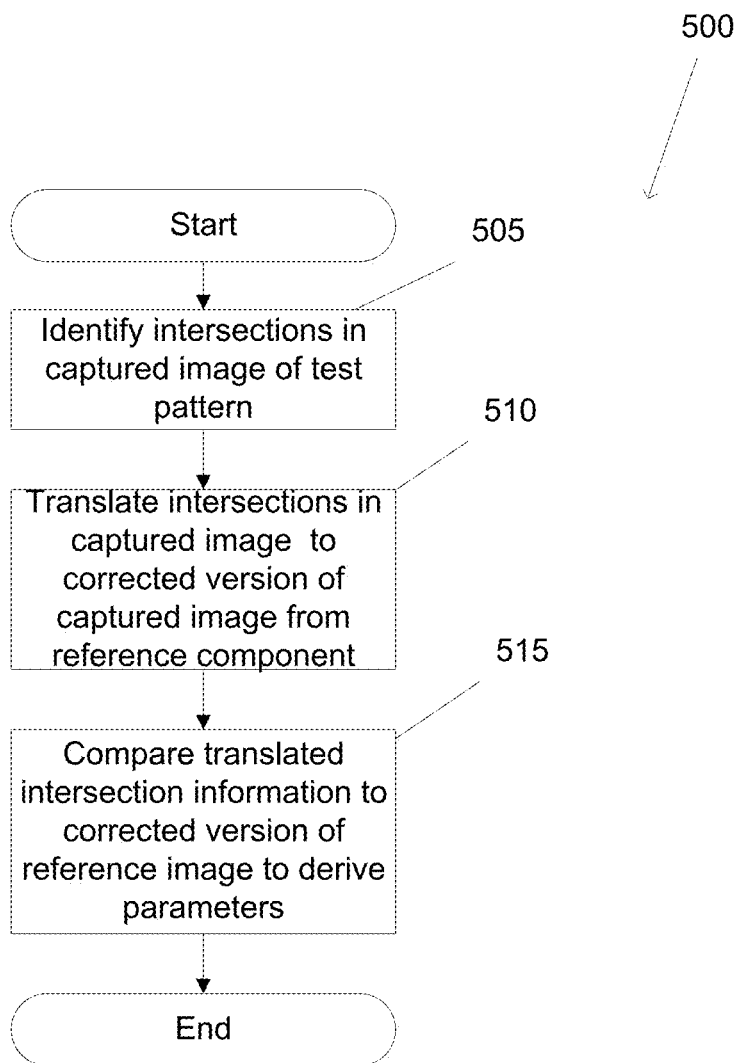 500
Start
505
Identify intersections in
captured image of test
pattern
510
Translate intersections in
captured image to
corrected version of
captured image from
reference component
515
Compare translated
intersection information to
corrected version of
reference image to derive
parameters
End